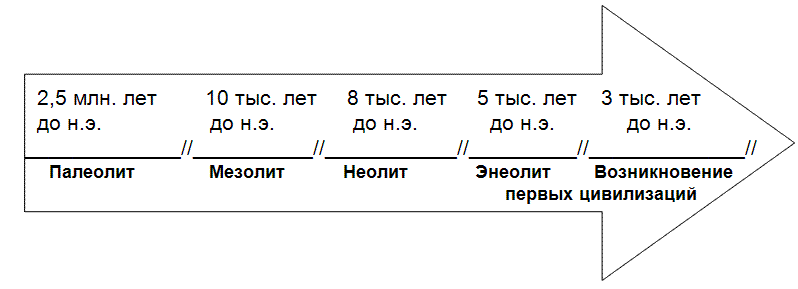 2,5 млн. лет 10 тыс. лет 8 тыс. лет 5 тыс. лет 3 тыс. лет
до н.э. до н.э. до н.э. до н.э. до н.э.
// // // // //
Палеолит Мезолит Неолит Энеолит Возникновение
первых цивилизаций